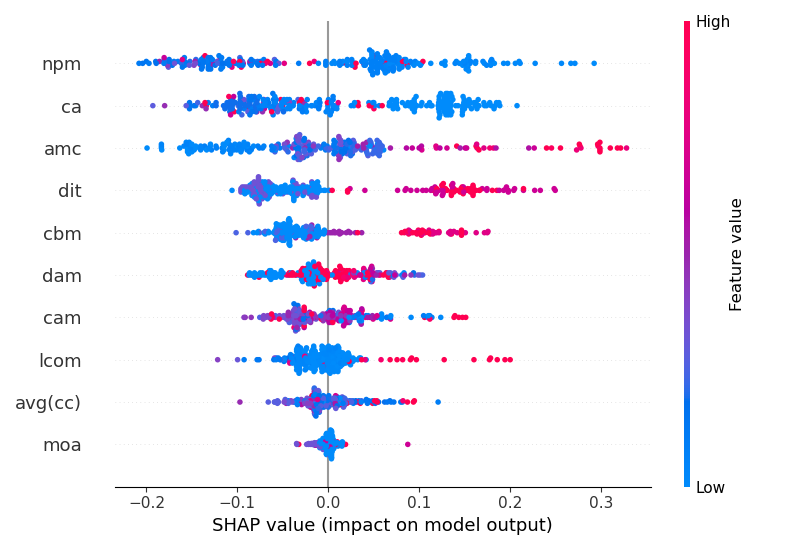 High
npm
ca
amc
dit
cbm
dam
cam
lcom
avg(cc)
moa
Feature value
Low
−0.2 −0.1 0.0 0.1 0.2 0.3
SHAP value (impact on model output)